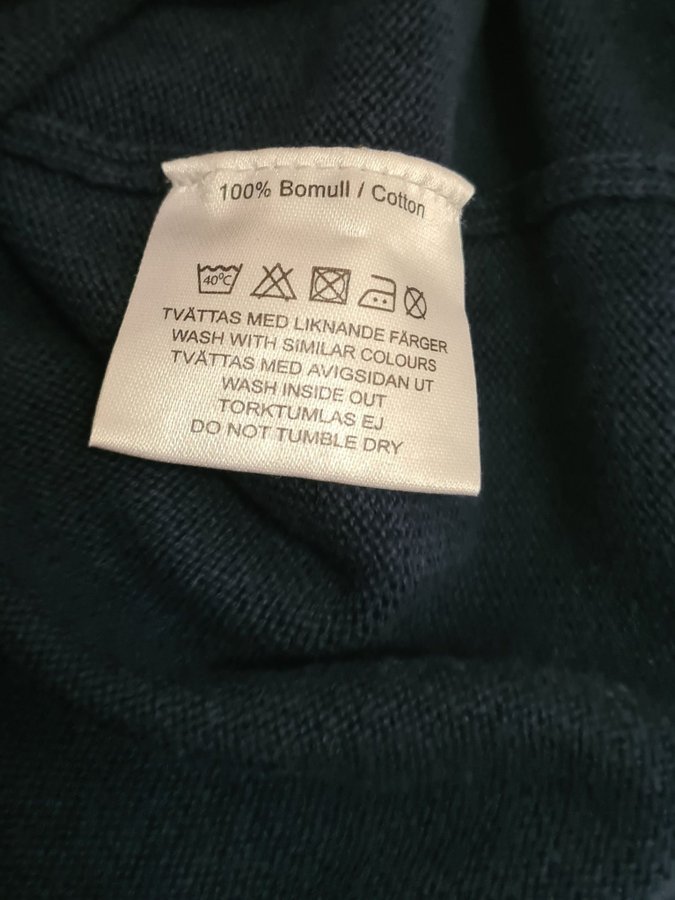 100% Bomull / Cotton
40°C
TVÄTTAS MED LIKNANDE FÄRGER
WASH WITH SIMILAR COLOURS
TVÄTTAS MED AVIGSIDAN UT
WASH INSIDE OUT
TORKTUMLAS EJ
DO NOT TUMBLE DRY